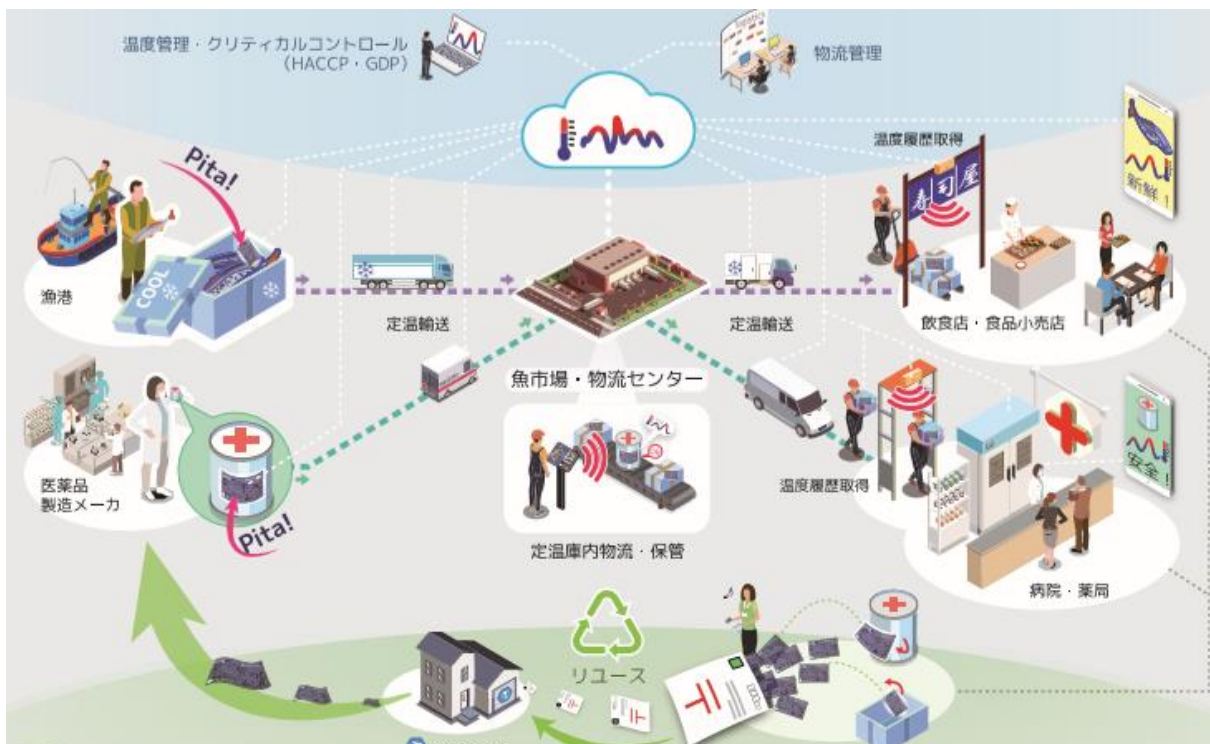 温度管理・クリティカルコントロール
(HACCP・GDP)
logistics
物流管理
温度履歴取得
寿司屋
新鮮!
Pita!
COOL
漁港
定温輸送
定温輸送
飲食店・食品小売店
魚市場・物流センター
医薬品
製造メーカ
Pita!
温度履歴取得
安全!
定温庫内物流・保管
病院・薬局
リユース
〒
〒